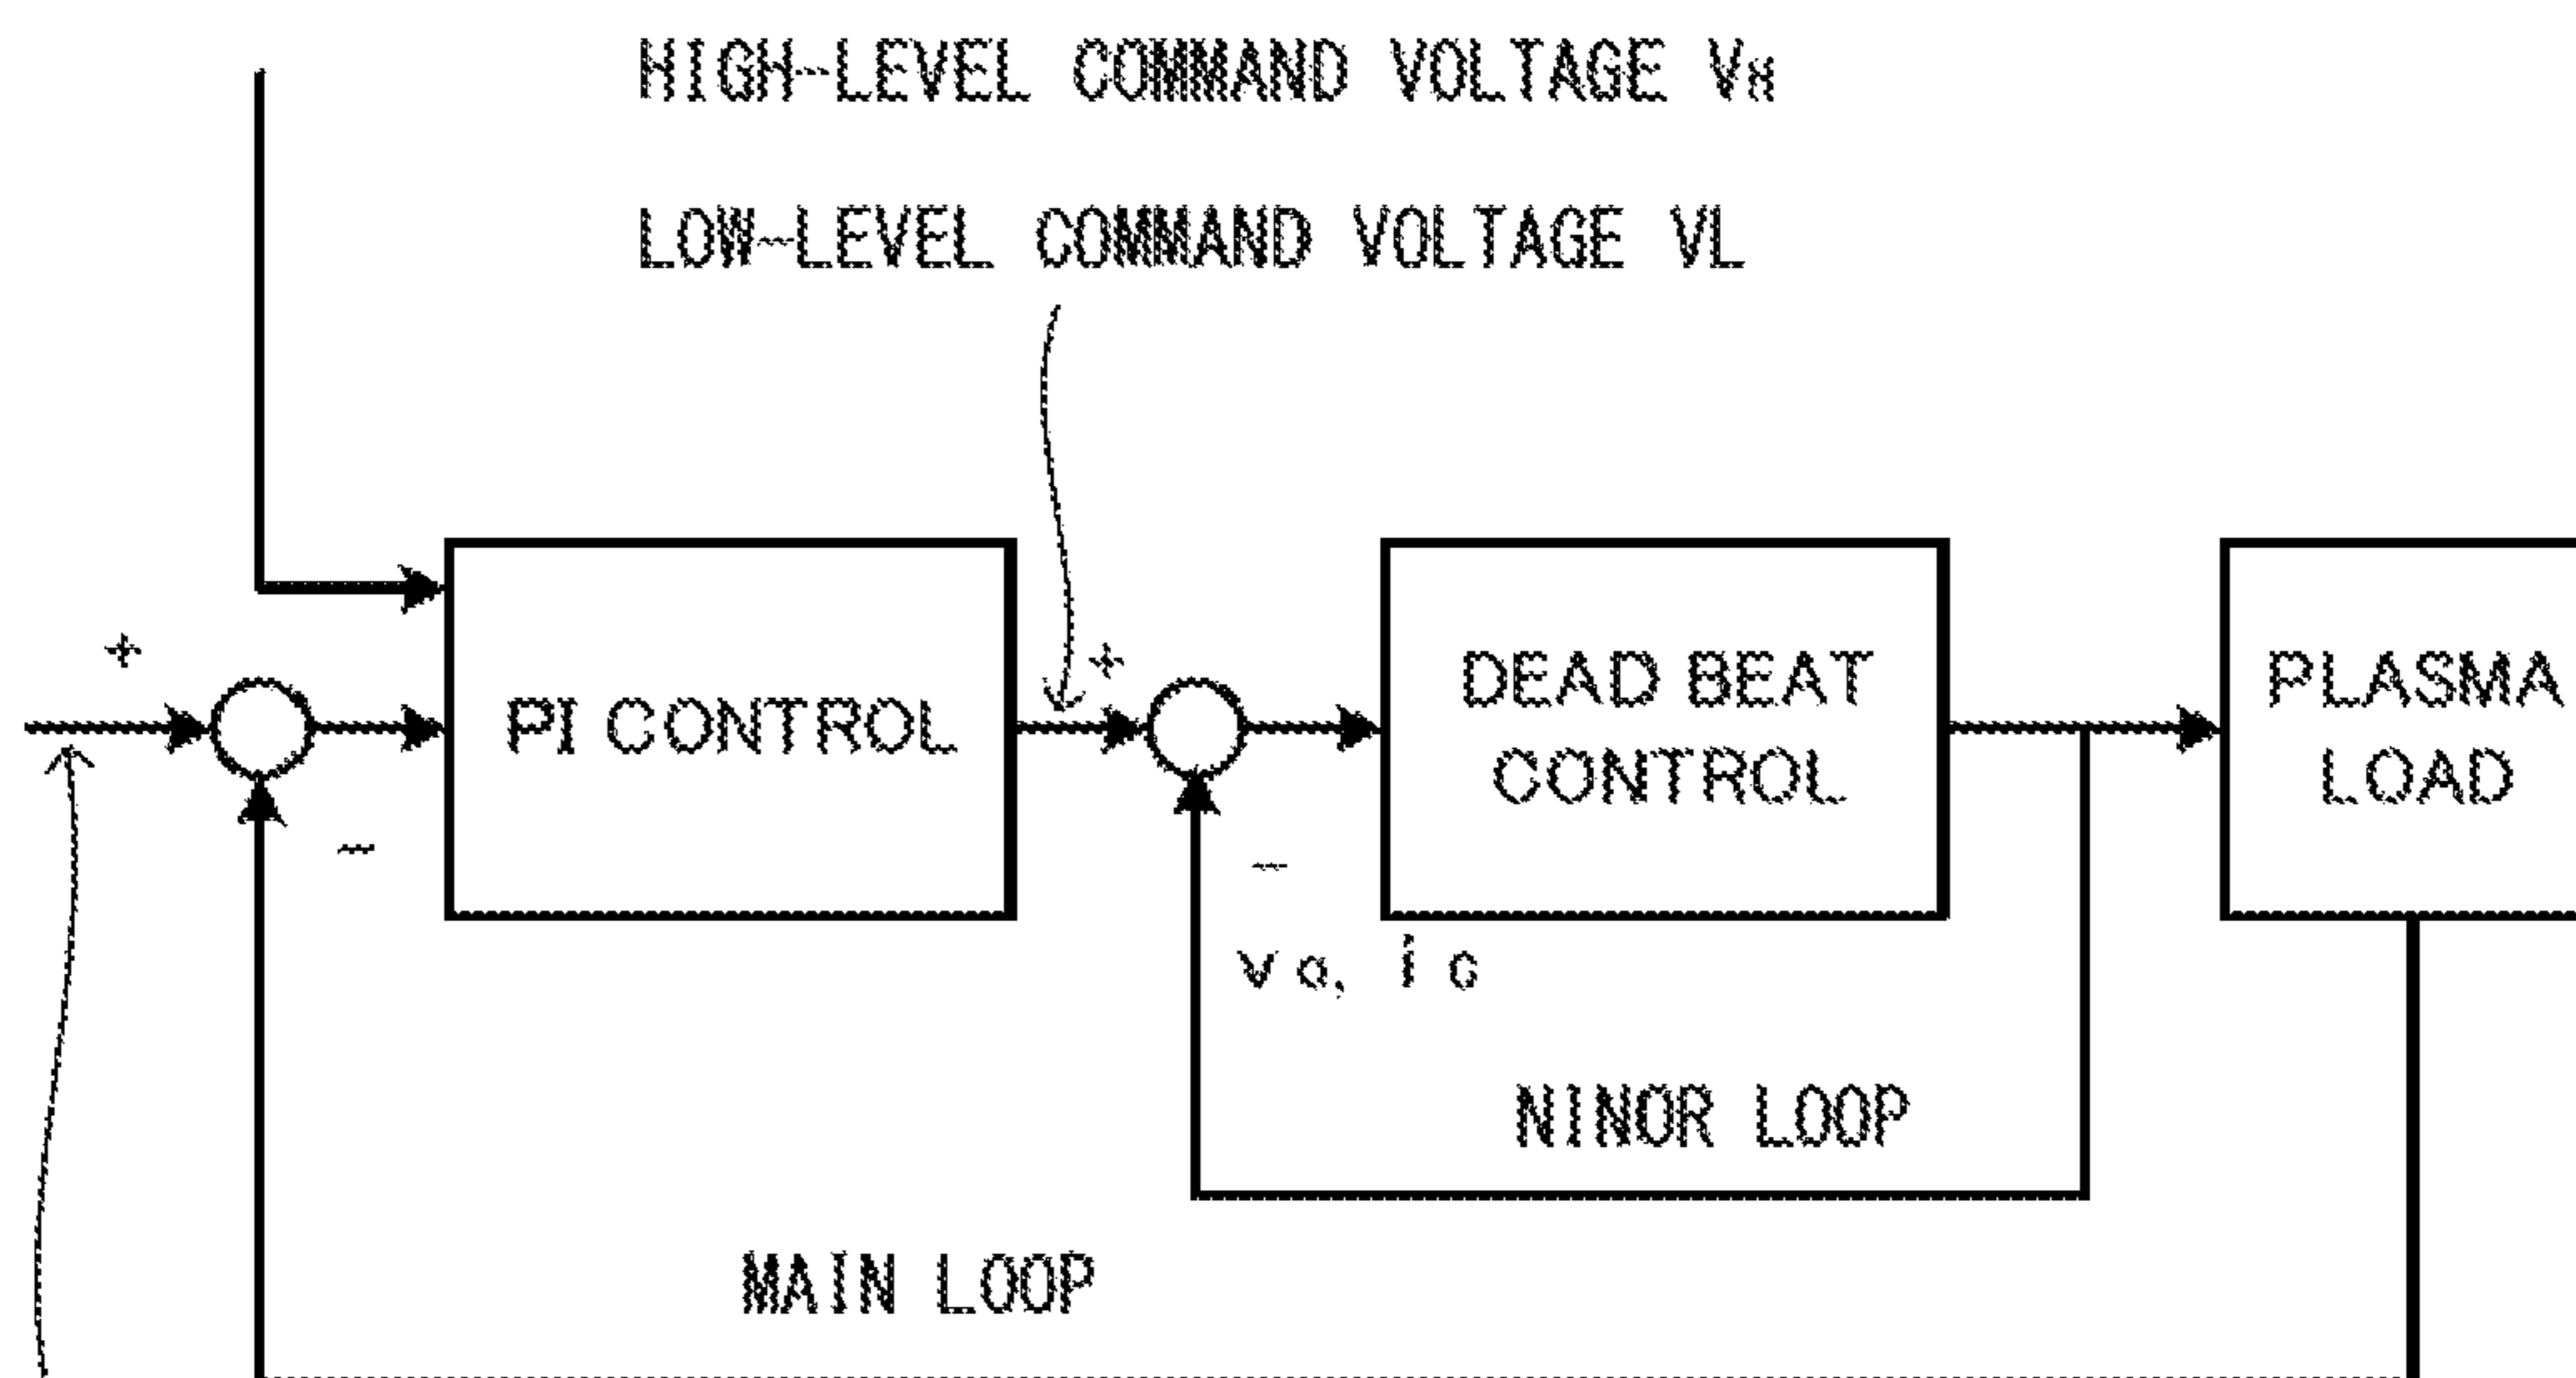 HIGH-LEVEL COMMAND VOLTAGE VH
LOW-LEVEL COMMAND VOLTAGE VL
+
+
PI CONTROL
DEAD BEAT
CONTROL
PLASMA
LOAD
-
-
vo, ic
NINOR LOOP
MAIN LOOP